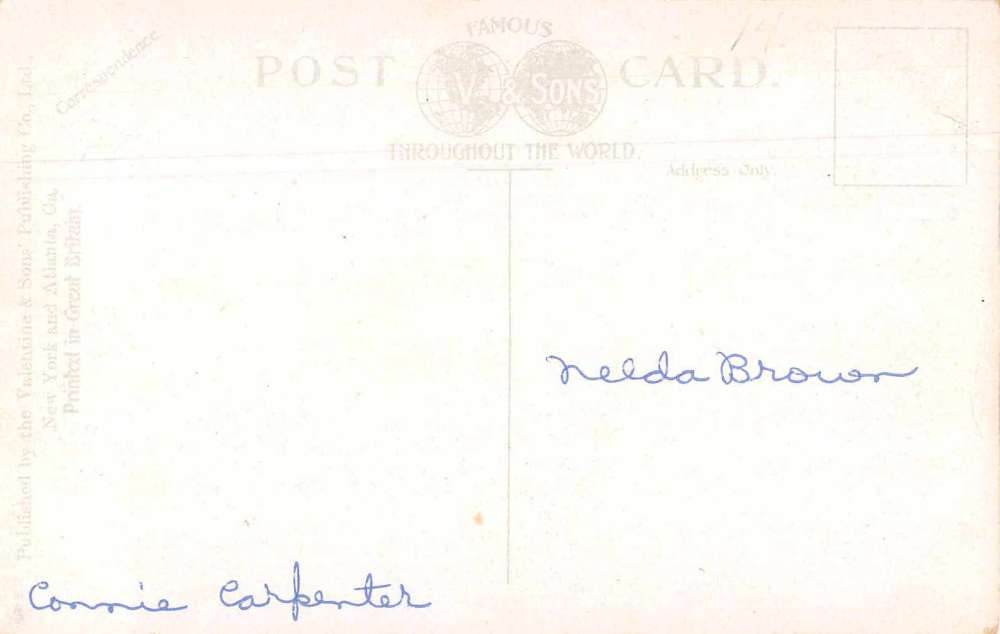 FAMOUS
POST CARD.
V. & SONS
THROUGHOUT THE WORLD.
Correspondence
Address Only.
Published by the Valentine & Sons' Publishing Co., Ltd.,
New York and Atlanta, Ga.
Printed in Great Britain.
Nelda Brown
Connie Carpenter